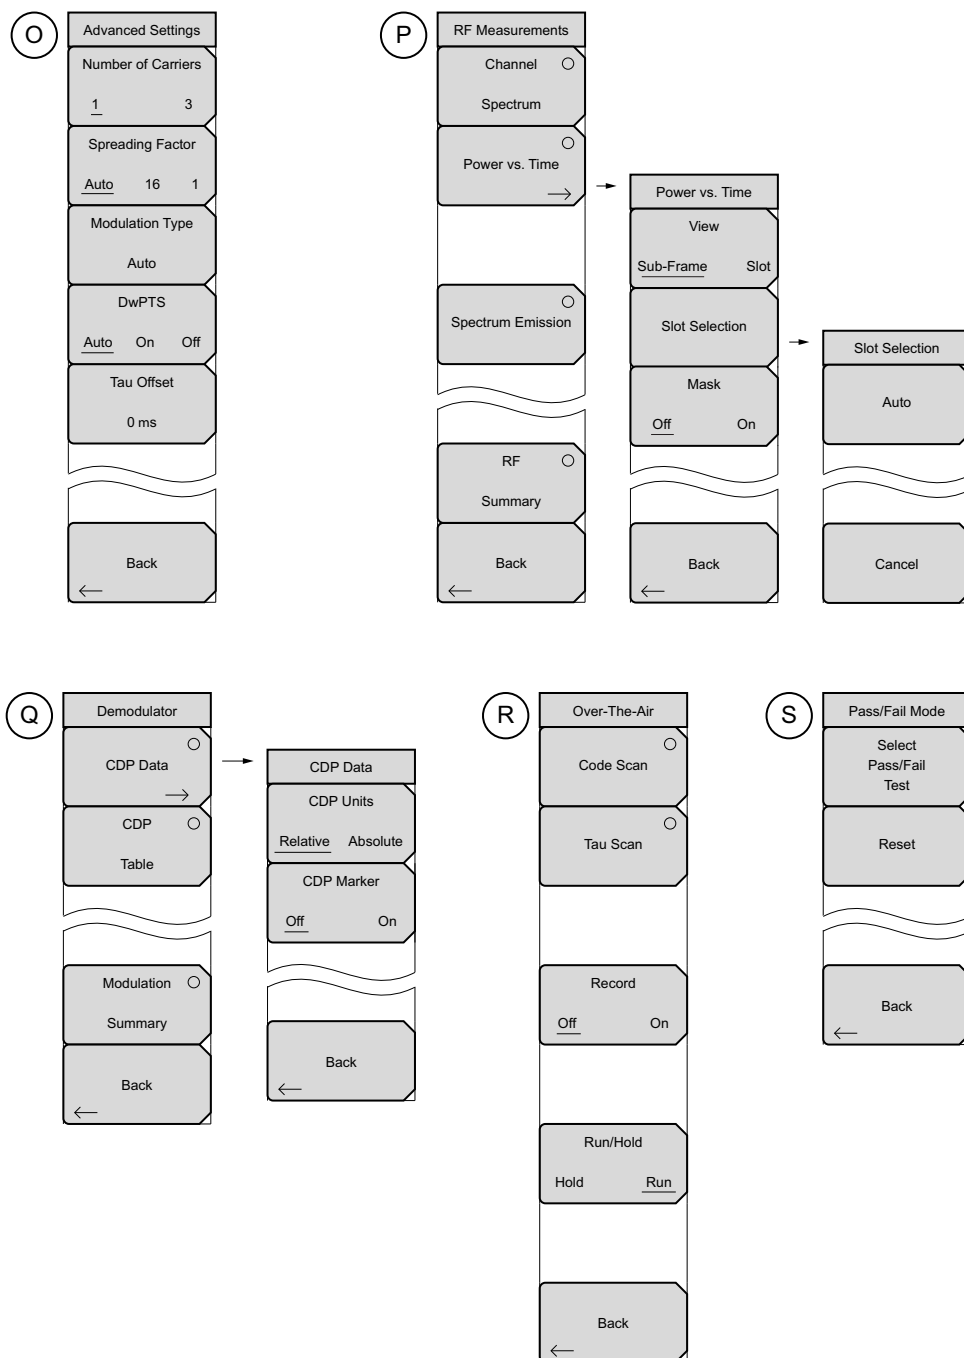 O
Advanced Settings
Number of Carriers
1 3
Spreading Factor
Auto 16 1
Modulation Type
Auto
DwPTS
Auto On Off
Tau Offset
0 ms
Back
P
RF Measurements
Channel
Spectrum
Power vs. Time
Spectrum Emission
RF
Summary
Back
Power vs. Time
View
Sub-Frame Slot
Slot Selection
Mask
Off On
Back
Slot Selection
Auto
Cancel
Q
Demodulator
CDP Data
CDP
Table
Modulation
Summary
Back
CDP Data
CDP Units
Relative Absolute
CDP Marker
Off On
Back
R
Over-The-Air
Code Scan
Tau Scan
Record
Off On
Run/Hold
Hold Run
Back
S
Pass/Fail Mode
Select
Pass/Fail
Test
Reset
Back